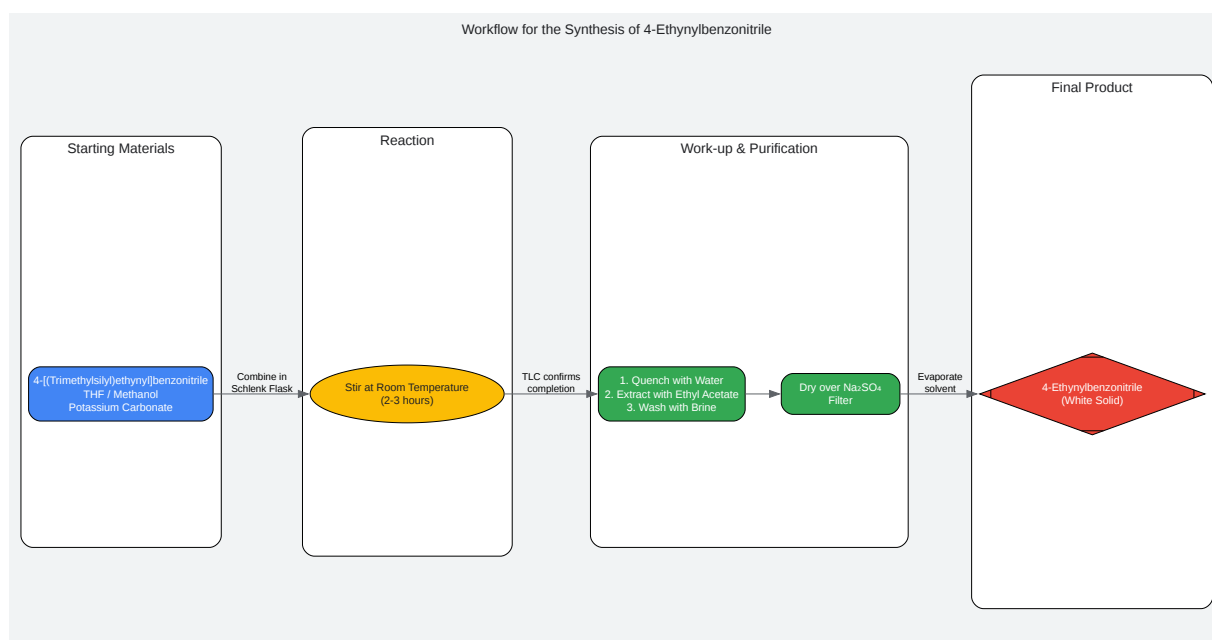 Workflow for the Synthesis of 4-Ethynylbenzonitrile
Starting Materials
4-[(Trimethylsilyl)ethynyl]benzonitrile
THF / Methanol
Potassium Carbonate
Combine in
Schlenk Flask
Reaction
Stir at Room Temperature
(2-3 hours)
TLC confirms
completion
Work-up & Purification
1. Quench with Water
2. Extract with Ethyl Acetate
3. Wash with Brine
Dry over Na₂SO₄
Filter
Evaporate
solvent
Final Product
4-Ethynylbenzonitrile
(White Solid)